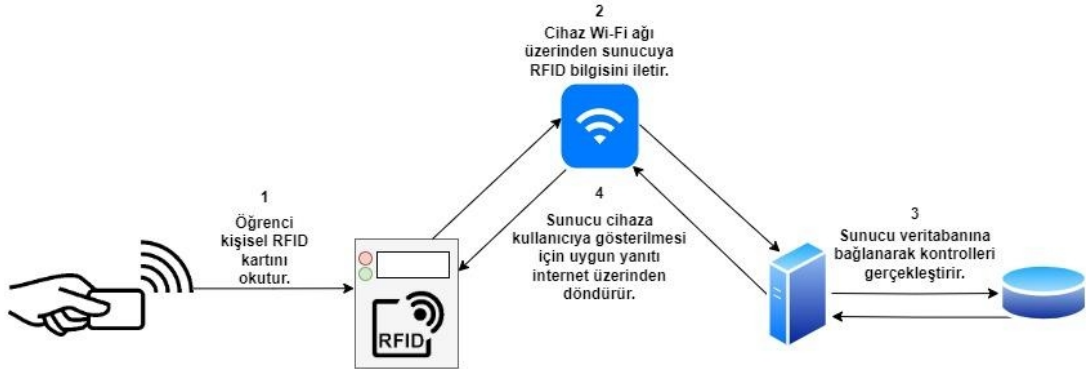 1
Öğrenci
kişisel RFID
kartını
okutur.
RFID
2
Cihaz Wi-Fi ağı
üzerinden sunucuya
RFID bilgisini iletir.
3
Sunucu veritabanına
bağlanarak kontrolleri
gerçekleştirir.
4
Sunucu cihaza
kullanıcıya gösterilmesi
için uygun yanıtı
internet üzerinden
döndürür.